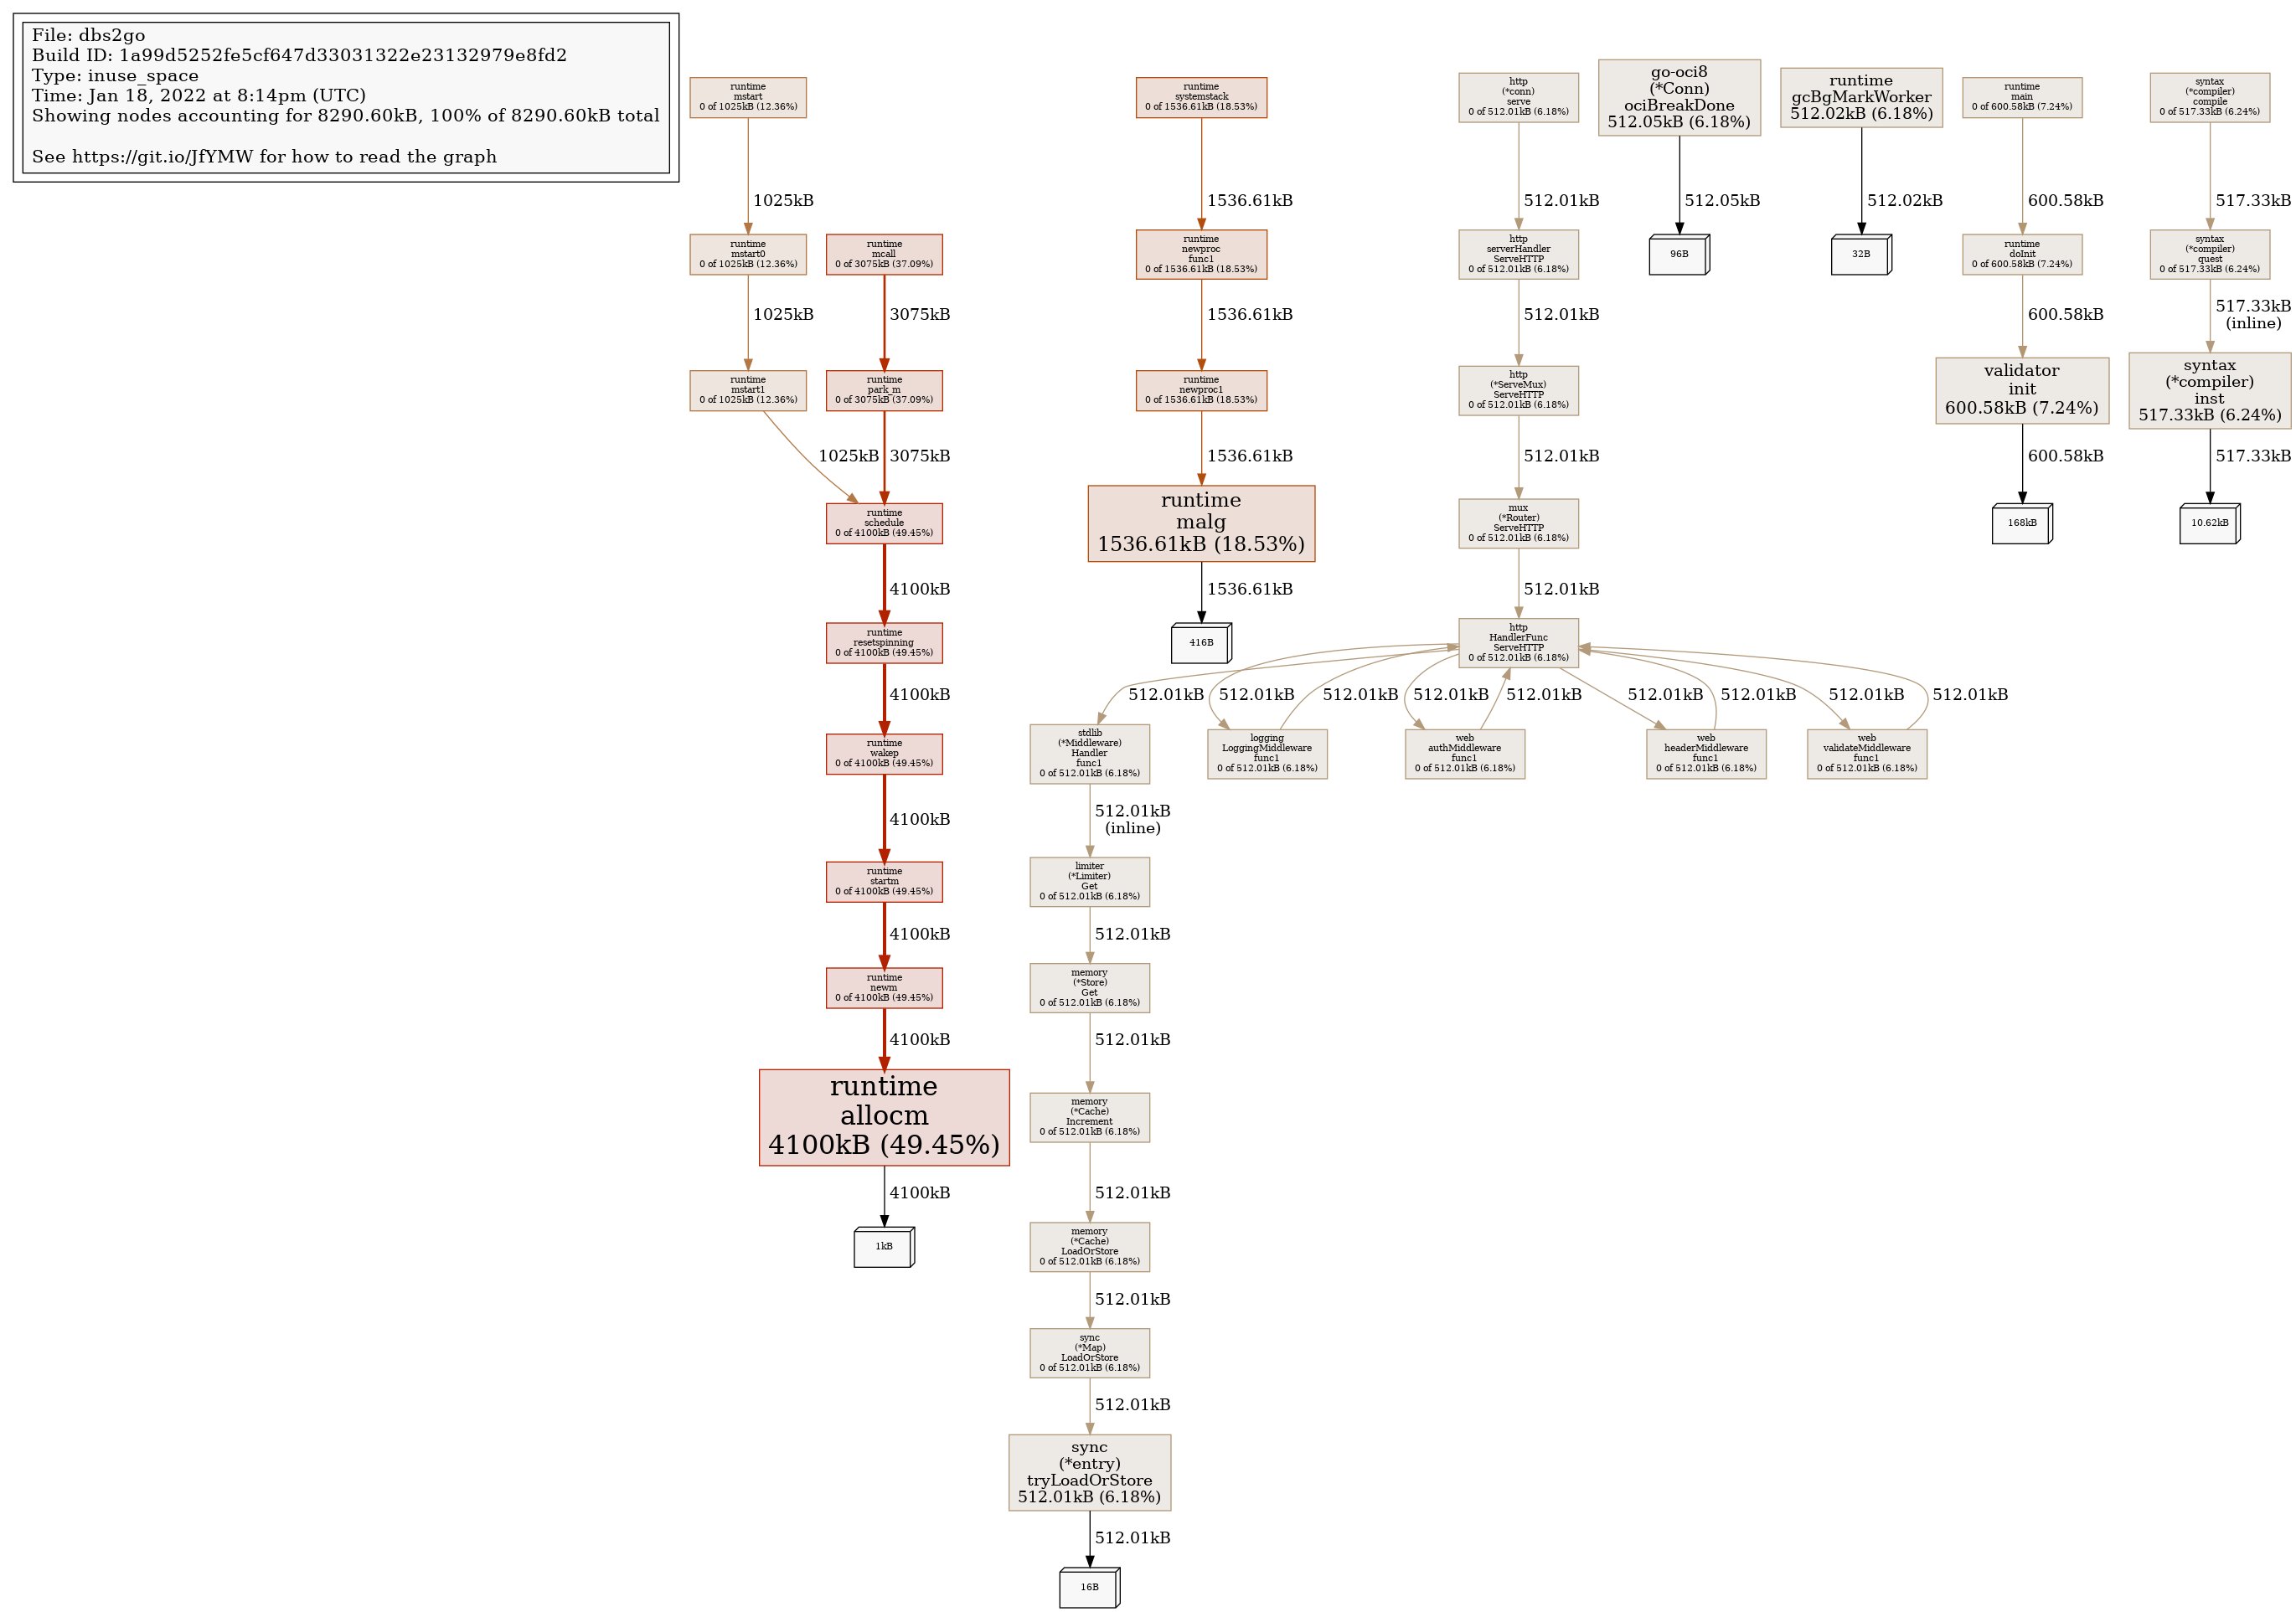 File: dbs2go
Build ID: 1a99d5252fe5cf647d33031322e23132979e8fd2
Type: inuse_space
Time: Jan 18, 2022 at 8:14pm (UTC)
Showing nodes accounting for 8290.60kB, 100% of 8290.60kB total
See https://git.io/JfYMW for how to read the graph
runtime
mstart
0 of 1025kB (12.36%)
1025kB
runtime
mstart0
0 of 1025kB (12.36%)
1025kB
runtime
mstart1
0 of 1025kB (12.36%)
1025kB
runtime
mcall
0 of 3075kB (37.09%)
3075kB
runtime
park_m
0 of 3075kB (37.09%)
3075kB
runtime
schedule
0 of 4100kB (49.45%)
4100kB
runtime
resetspinning
0 of 4100kB (49.45%)
4100kB
runtime
wakep
0 of 4100kB (49.45%)
4100kB
runtime
startm
0 of 4100kB (49.45%)
4100kB
runtime
newm
0 of 4100kB (49.45%)
4100kB
runtime
allocm
4100kB (49.45%)
4100kB
1kB
runtime
systemstack
0 of 1536.61kB (18.53%)
1536.61kB
runtime
newproc
func1
0 of 1536.61kB (18.53%)
1536.61kB
runtime
newproc1
0 of 1536.61kB (18.53%)
1536.61kB
runtime
malg
1536.61kB (18.53%)
1536.61kB
416B
http
(*conn)
serve
0 of 512.01kB (6.18%)
512.01kB
http
serverHandler
ServeHTTP
0 of 512.01kB (6.18%)
512.01kB
http
(*ServeMux)
ServeHTTP
0 of 512.01kB (6.18%)
512.01kB
mux
(*Router)
ServeHTTP
0 of 512.01kB (6.18%)
512.01kB
http
HandlerFunc
ServeHTTP
0 of 512.01kB (6.18%)
512.01kB
512.01kB
512.01kB
512.01kB
512.01kB
512.01kB
512.01kB
512.01kB
512.01kB
stdlib
(*Middleware)
Handler
func1
0 of 512.01kB (6.18%)
logging
LoggingMiddleware
func1
0 of 512.01kB (6.18%)
web
authMiddleware
func1
0 of 512.01kB (6.18%)
web
headerMiddleware
func1
0 of 512.01kB (6.18%)
web
validateMiddleware
func1
0 of 512.01kB (6.18%)
512.01kB
(inline)
limiter
(*Limiter)
Get
0 of 512.01kB (6.18%)
512.01kB
memory
(*Store)
Get
0 of 512.01kB (6.18%)
512.01kB
memory
(*Cache)
Increment
0 of 512.01kB (6.18%)
512.01kB
memory
(*Cache)
LoadOrStore
0 of 512.01kB (6.18%)
512.01kB
sync
(*Map)
LoadOrStore
0 of 512.01kB (6.18%)
512.01kB
sync
(*entry)
tryLoadOrStore
512.01kB (6.18%)
512.01kB
16B
go-oci8
(*Conn)
ociBreakDone
512.05kB (6.18%)
512.05kB
96B
runtime
gcBgMarkWorker
512.02kB (6.18%)
512.02kB
32B
runtime
main
0 of 600.58kB (7.24%)
600.58kB
runtime
doInit
0 of 600.58kB (7.24%)
600.58kB
validator
init
600.58kB (7.24%)
600.58kB
168kB
syntax
(*compiler)
compile
0 of 517.33kB (6.24%)
517.33kB
syntax
(*compiler)
quest
0 of 517.33kB (6.24%)
517.33kB
(inline)
syntax
(*compiler)
inst
517.33kB (6.24%)
517.33kB
10.62kB